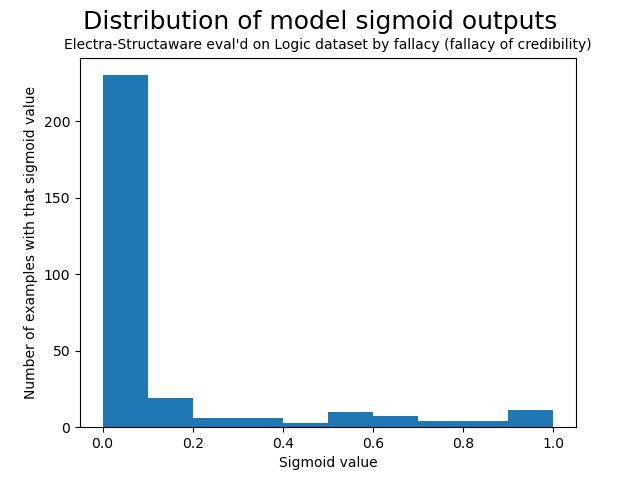 Distribution of model sigmoid outputs
Electra-Structaware eval'd on Logic dataset by fallacy (fallacy of credibility)
Number of examples with that sigmoid value
200
150
100
50
0
0.0 0.2 0.4 0.6 0.8 1.0
Sigmoid value